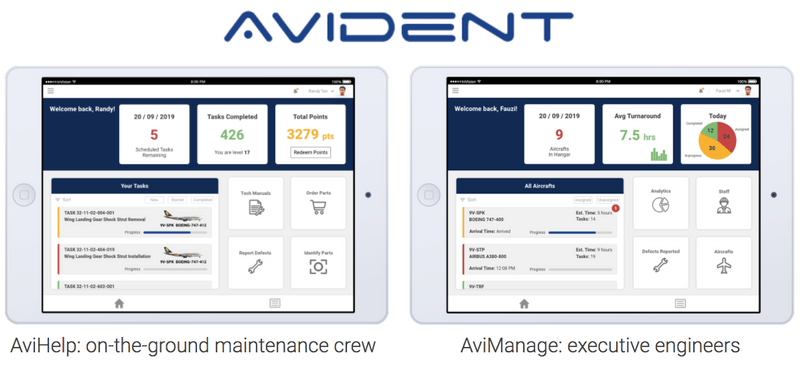 AVIDENT
8:00 PM
Randy Tan
Welcome back, Randy!
20 / 09 / 2019
5
Scheduled Tasks
Remaining
Tasks Completed
426
You are level 17
Total Points
3279 pts
Redeem Points
Your Tasks
Sort
New
Started
Completed
TASK 32-11-02-004-001
Wing Landing Gear Shock Strut Removal
9V-SPK BOEING-747-412
Progress
TASK 32-11-02-404-019
Wing Landing Gear Shock Strut Installation
9V-SPK BOEING-747-412
Progress
TASK 32-11-02-603-001
Tech Manuals
Order Parts
Report Defects
Identify Parts
AviHelp: on-the-ground maintenance crew
8:00 PM
Fauzi M
Welcome back, Fauzi!
20 / 09 / 2019
9
Aircrafts
In Hangar
Avg Turnaround
7.5 hrs
Today
Completed
Assigned
12
24
30
Unassigned
All Aircrafts
Sort
Unassigned
Assigned
9V-SPK
BOEING 747-400
Est. Time: 5 hours
Tasks: 14
Arrival Time: Arrived
Progress
9V-STP
AIRBUS A380-800
Est. Time: 9 hours
Tasks: 19
Arrival Time: 12:08 PM
Progress
9V-TRF
Analytics
Staff
Defects Reported
Aircrafts
AviManage: executive engineers